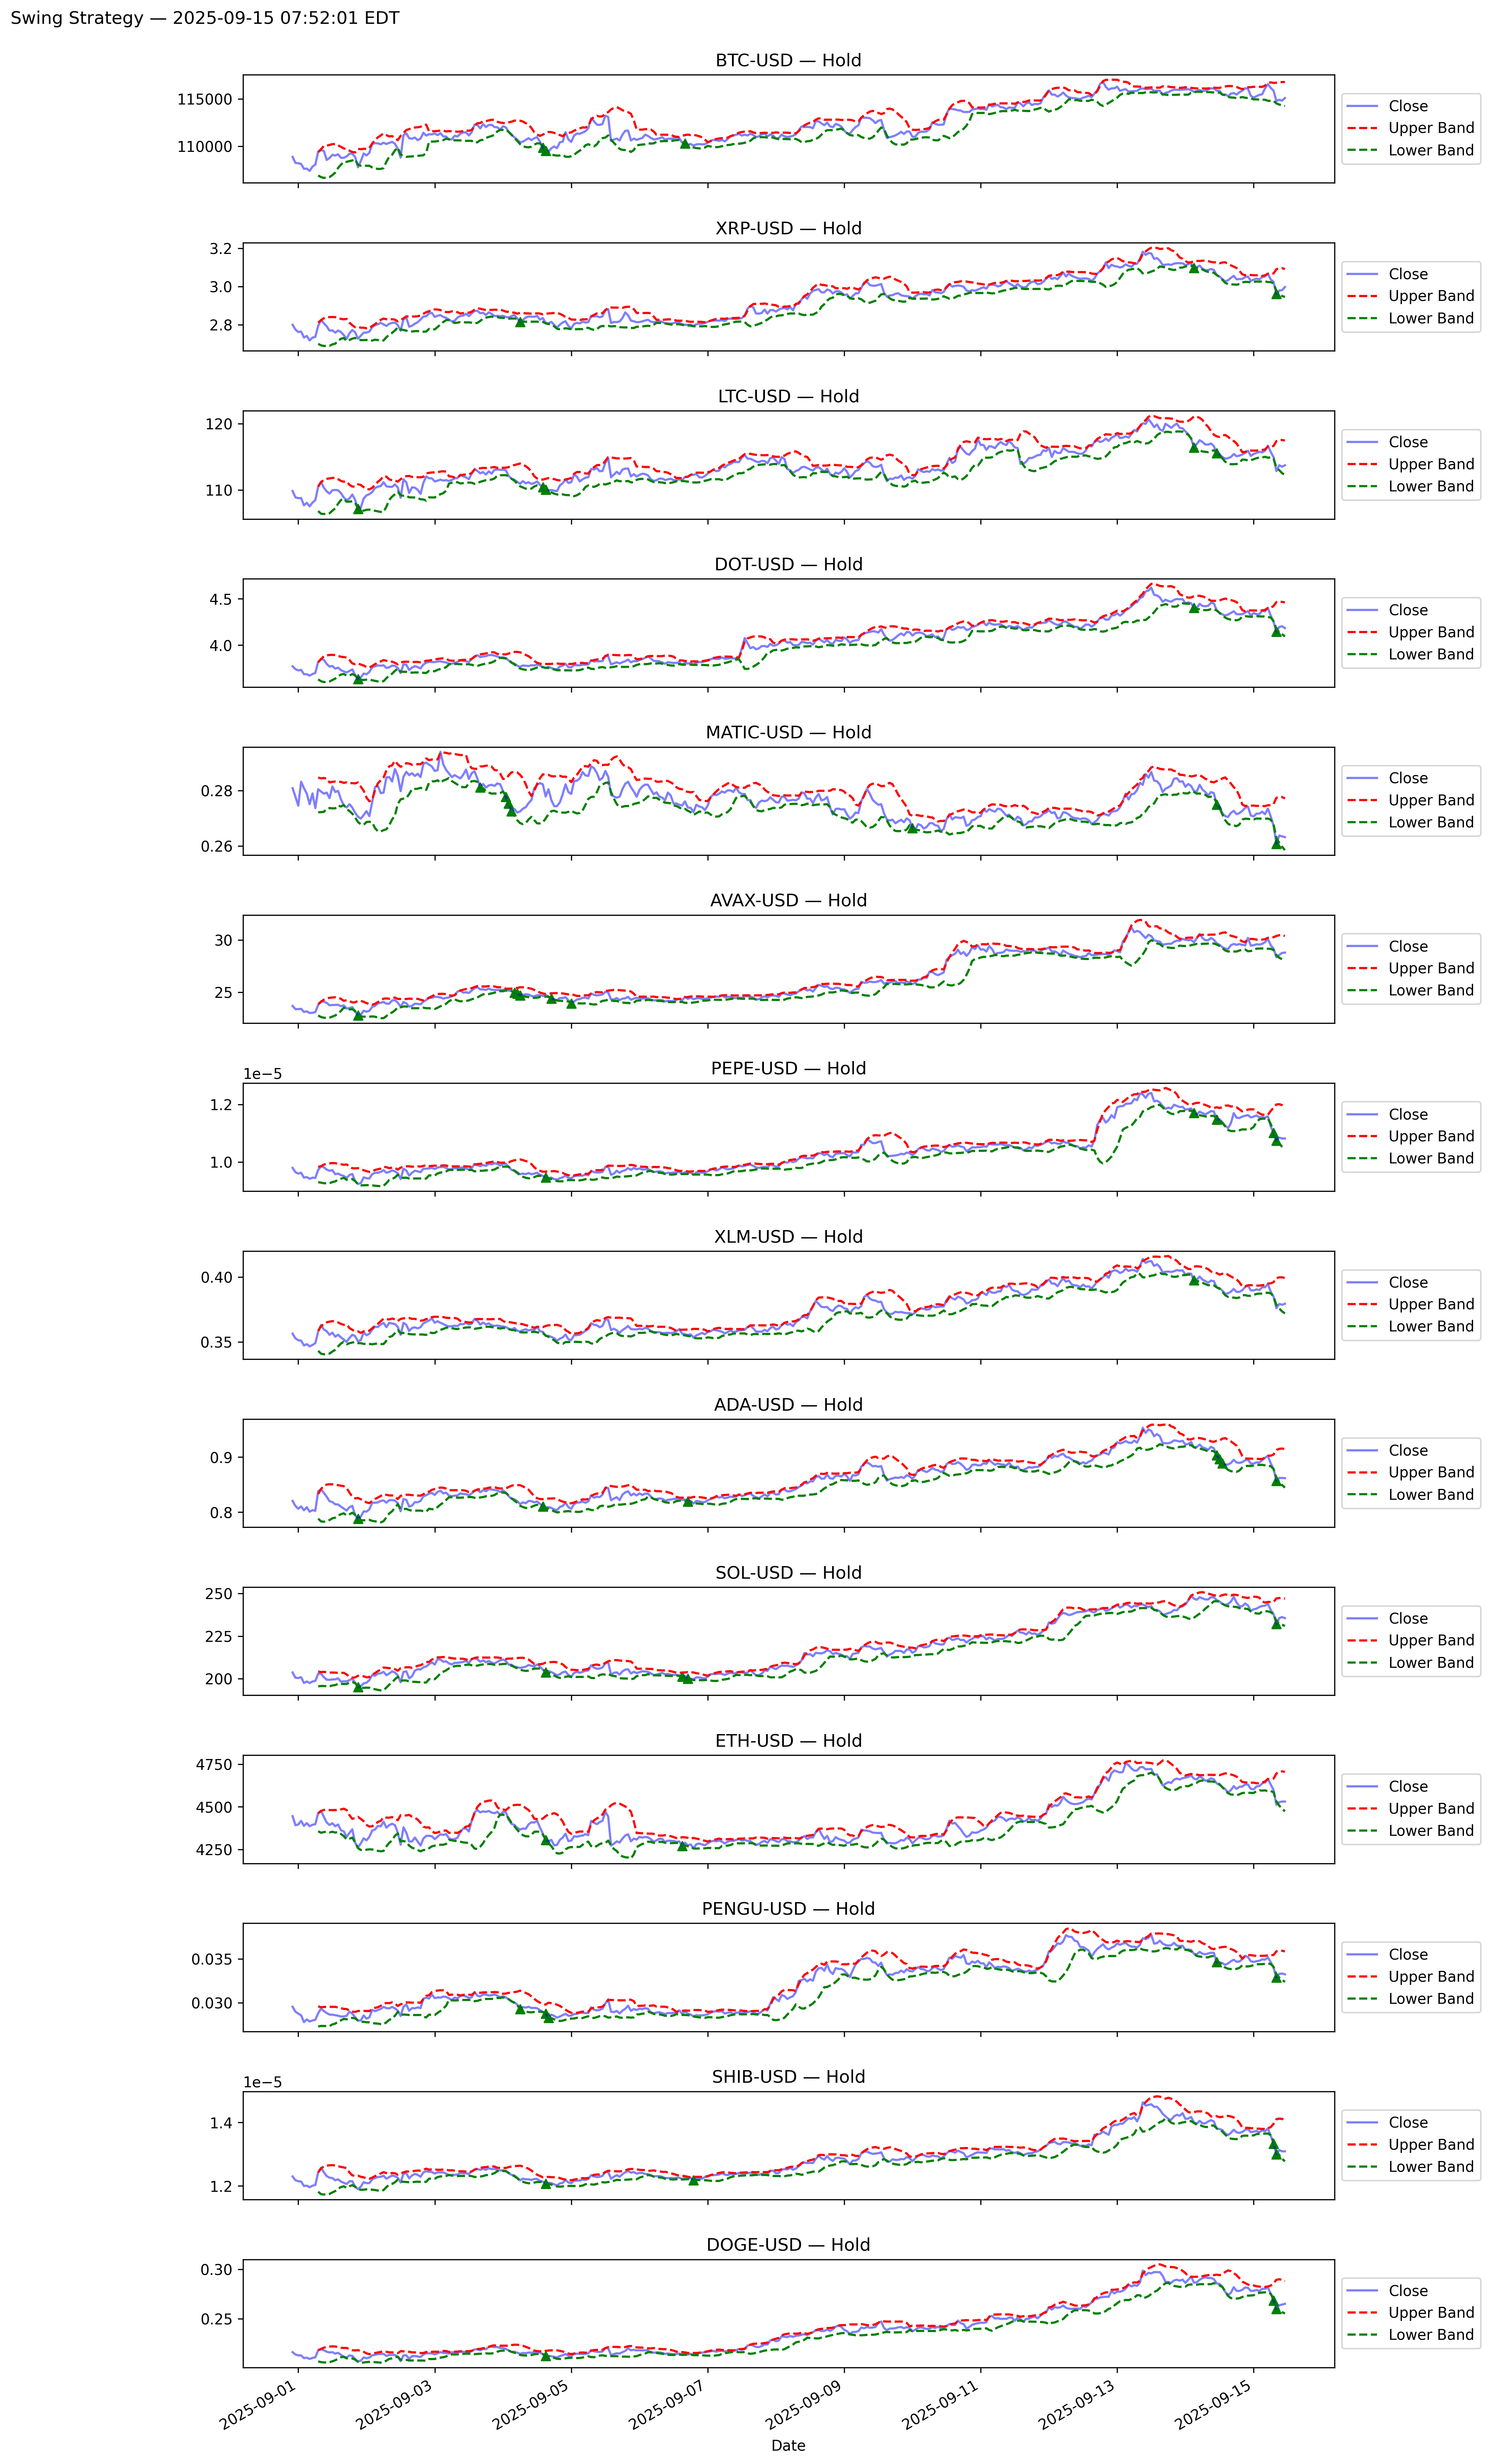 Swing Strategy — 2025-09-15 07:52:01 EDT
BTC-USD — Hold
115000
110000
Close
Upper Band
Lower Band
XRP-USD — Hold
3.2
3.0
2.8
Close
Upper Band
Lower Band
LTC-USD — Hold
120
110
Close
Upper Band
Lower Band
DOT-USD — Hold
4.5
4.0
Close
Upper Band
Lower Band
MATIC-USD — Hold
0.28
0.26
Close
Upper Band
Lower Band
AVAX-USD — Hold
30
25
Close
Upper Band
Lower Band
PEPE-USD — Hold
1e−5
1.2
1.0
Close
Upper Band
Lower Band
XLM-USD — Hold
0.40
0.35
Close
Upper Band
Lower Band
ADA-USD — Hold
0.9
0.8
Close
Upper Band
Lower Band
SOL-USD — Hold
250
225
200
Close
Upper Band
Lower Band
ETH-USD — Hold
4750
4500
4250
Close
Upper Band
Lower Band
PENGU-USD — Hold
0.035
0.030
Close
Upper Band
Lower Band
SHIB-USD — Hold
1e−5
1.4
1.2
Close
Upper Band
Lower Band
DOGE-USD — Hold
0.30
0.25
Close
Upper Band
Lower Band
2025-09-01
2025-09-03
2025-09-05
2025-09-07
2025-09-09
2025-09-11
2025-09-13
2025-09-15
Date